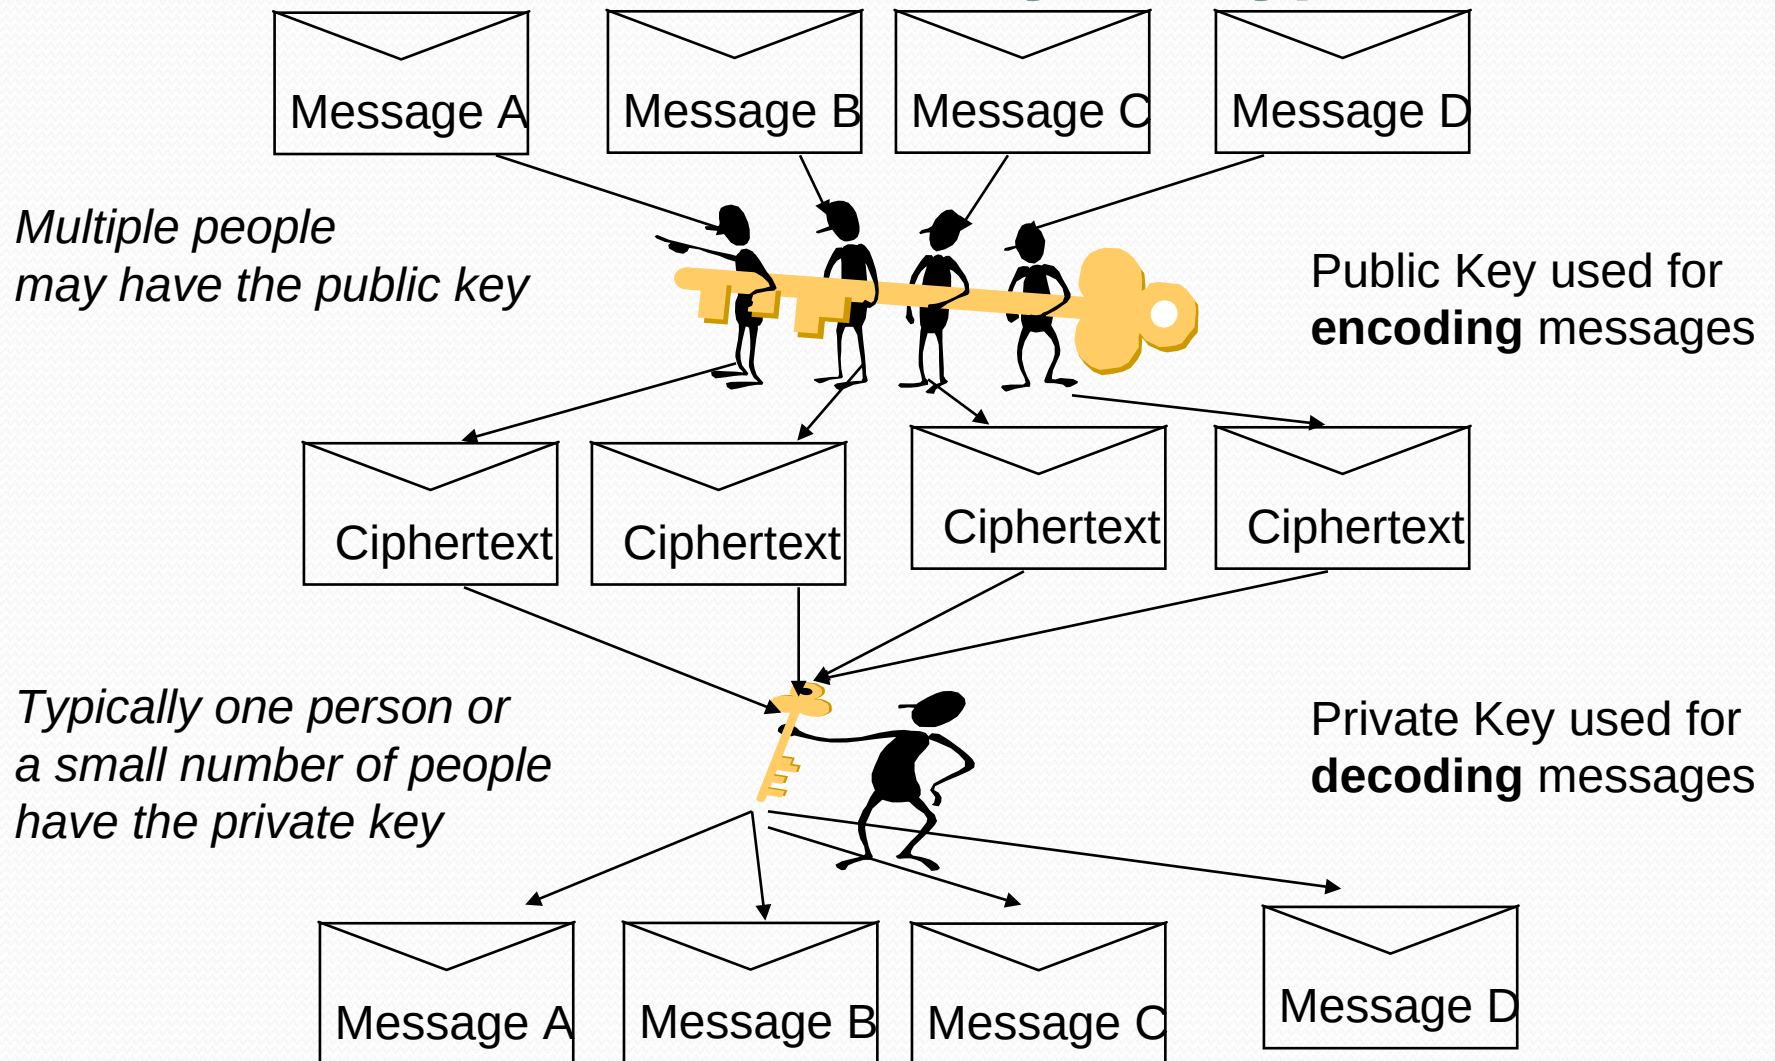 Message A
Message B
Message C
Message D
Multiple people
may have the public key
Public Key used for
encoding messages
Ciphertext
Ciphertext
Ciphertext
Ciphertext
Typically one person or
a small number of people
have the private key
Private Key used for
decoding messages
Message A
Message B
Message C
Message D